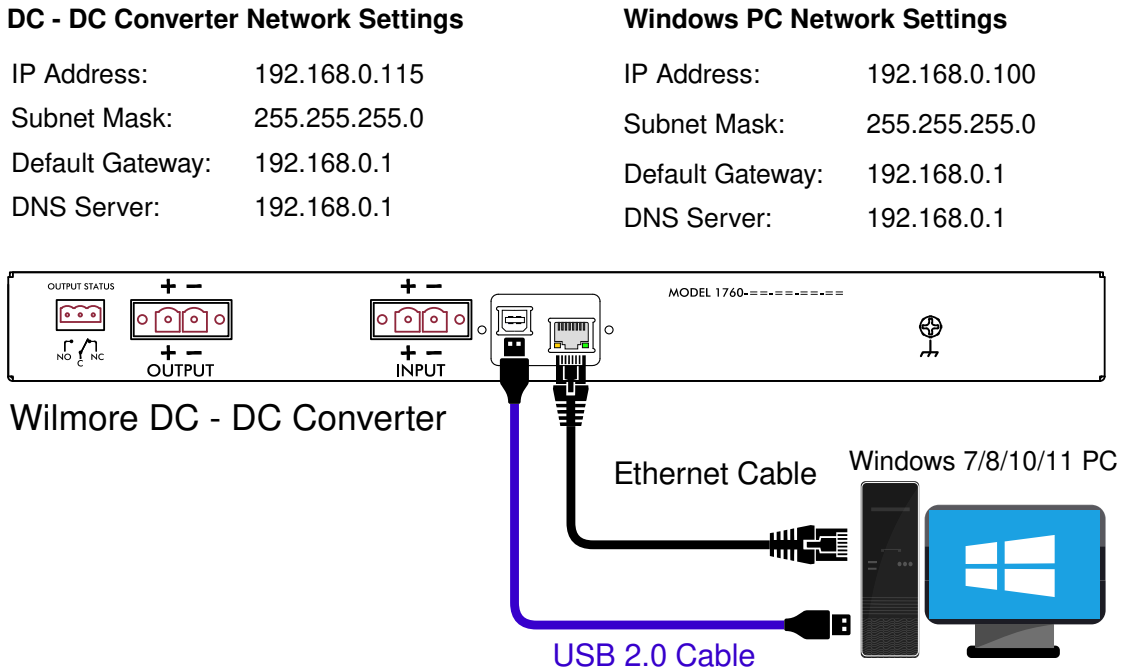 DC - DC Converter Network Settings
IP Address: 192.168.0.115
Subnet Mask: 255.255.255.0
Default Gateway: 192.168.0.1
DNS Server: 192.168.0.1
Windows PC Network Settings
IP Address: 192.168.0.100
Subnet Mask: 255.255.255.0
Default Gateway: 192.168.0.1
DNS Server: 192.168.0.1
OUTPUT STATUS
NO C NC
+ −
+ −
OUTPUT
+ −
+ −
INPUT
MODEL 1760-==-==-==-==
Wilmore DC - DC Converter
Ethernet Cable
Windows 7/8/10/11 PC
USB 2.0 Cable